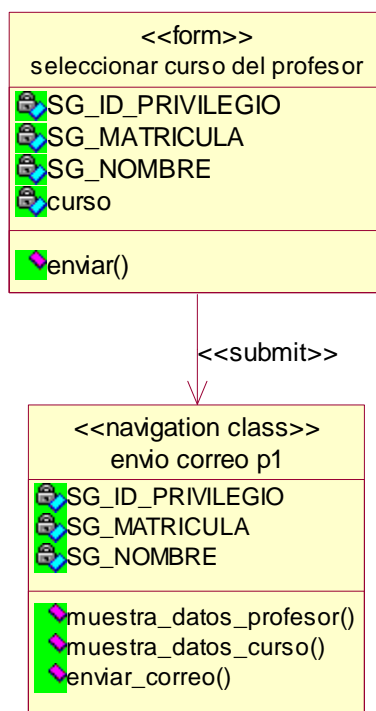 <<form>>
seleccionar curso del profesor
SG_ID_PRIVILEGIO
SG_MATRICULA
SG_NOMBRE
curso
enviar()
<<submit>>
<<navigation class>>
envio correo p1
SG_ID_PRIVILEGIO
SG_MATRICULA
SG_NOMBRE
muestra_datos_profesor()
muestra_datos_curso()
enviar_correo()